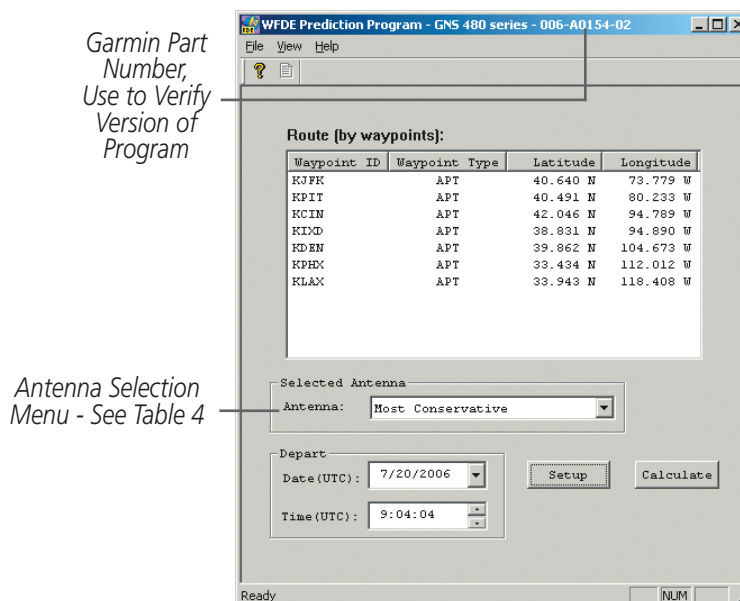 WFDE Prediction Program - GNS 480 series - 006-A0154-02
File View Help
Garmin Part
Number,
Use to Verify
Version of
Program
Route (by waypoints):
Waypoint ID Waypoint Type Latitude Longitude
KJFK APT 40.640 N 73.779 W
KPIT APT 40.491 N 80.233 W
KCIN APT 42.046 N 94.789 W
KIXD APT 38.831 N 94.890 W
KDEN APT 39.862 N 104.673 W
KPHX APT 33.434 N 112.012 W
KLAX APT 33.943 N 118.408 W
Antenna Selection
Menu - See Table 4
Selected Antenna
Antenna: Most Conservative
Depart
Date(UTC): 7/20/2006
Setup Calculate
Time(UTC): 9:04:04
Ready NUM